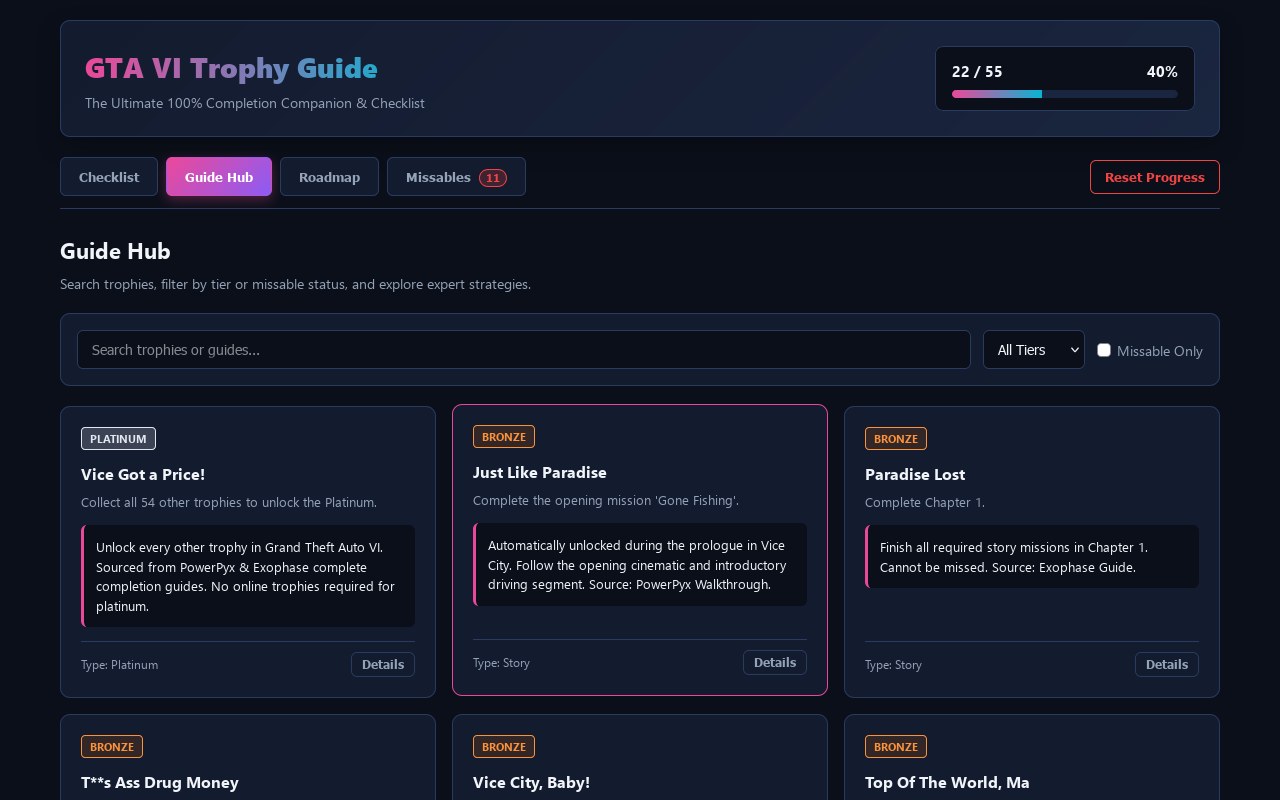 GTA VI Trophy Guide
The Ultimate 100% Completion Companion & Checklist
22 / 55 40%
Checklist Guide Hub Roadmap Missables 11 Reset Progress
Guide Hub
Search trophies, filter by tier or missable status, and explore expert strategies.
Search trophies or guides... All Tiers Missable Only
PLATINUM
Vice Got a Price!
Collect all 54 other trophies to unlock the Platinum.
Unlock every other trophy in Grand Theft Auto VI.
Sourced from PowerPyx & Exophase complete
completion guides. No online trophies required for
platinum.
Type: Platinum Details
BRONZE
Just Like Paradise
Complete the opening mission 'Gone Fishing'.
Automatically unlocked during the prologue in Vice
City. Follow the opening cinematic and introductory
driving segment. Source: PowerPyx Walkthrough.
Type: Story Details
BRONZE
Paradise Lost
Complete Chapter 1.
Finish all required story missions in Chapter 1.
Cannot be missed. Source: Exophase Guide.
Type: Story Details
BRONZE
T**s Ass Drug Money
BRONZE
Vice City, Baby!
BRONZE
Top Of The World, Ma